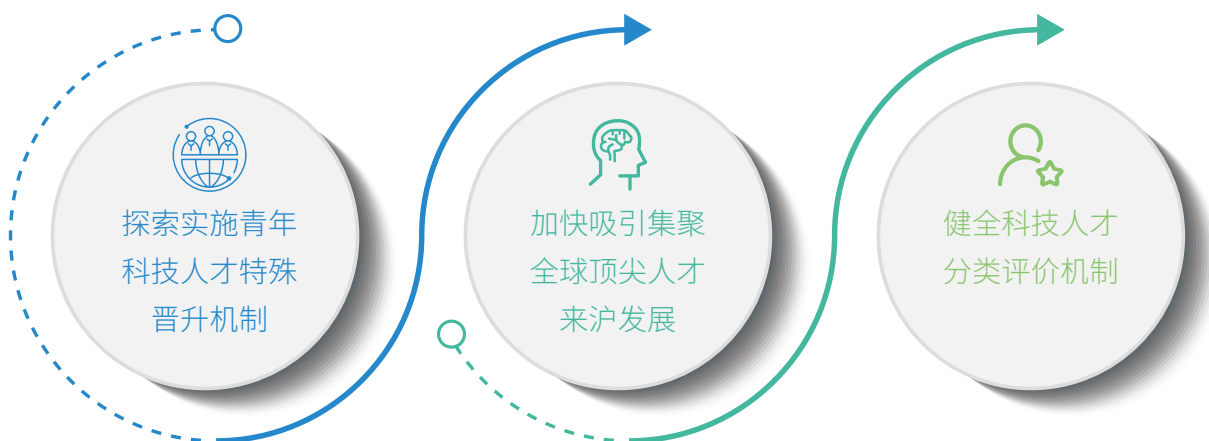 探索实施青年
科技人才特殊
晋升机制
加快吸引集聚
全球顶尖人才
来沪发展
健全科技人才
分类评价机制